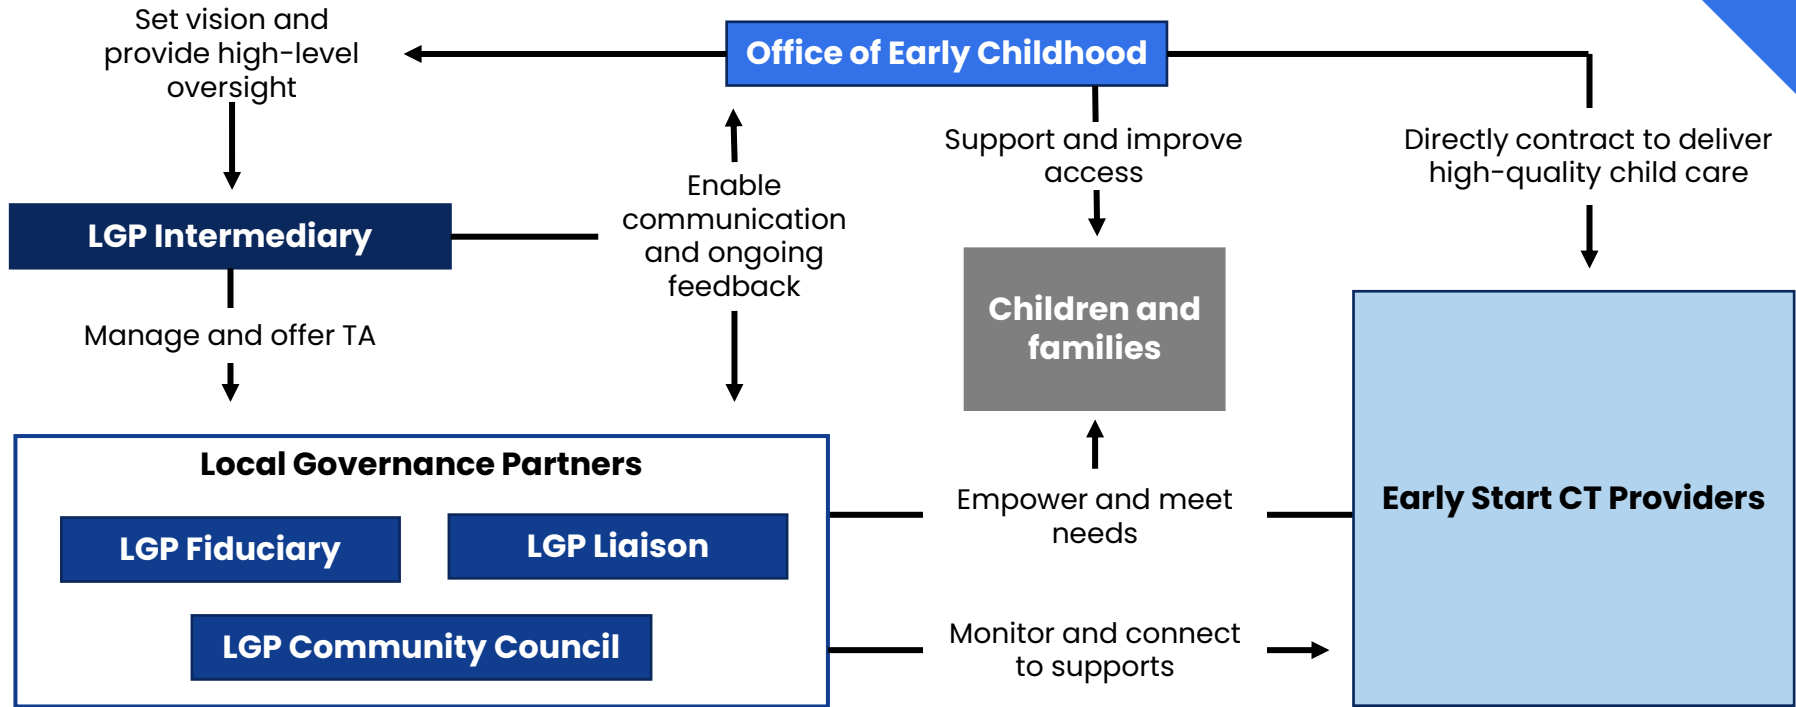 Set vision and
provide high-level
oversight
Office of Early Childhood
Support and improve
access
Directly contract to deliver
high-quality child care
Enable
communication
and ongoing
feedback
LGP Intermediary
Manage and offer TA
Children and
families
Local Governance Partners
LGP Fiduciary
LGP Liaison
LGP Community Council
Empower and meet
needs
Monitor and connect
to supports
Early Start CT Providers